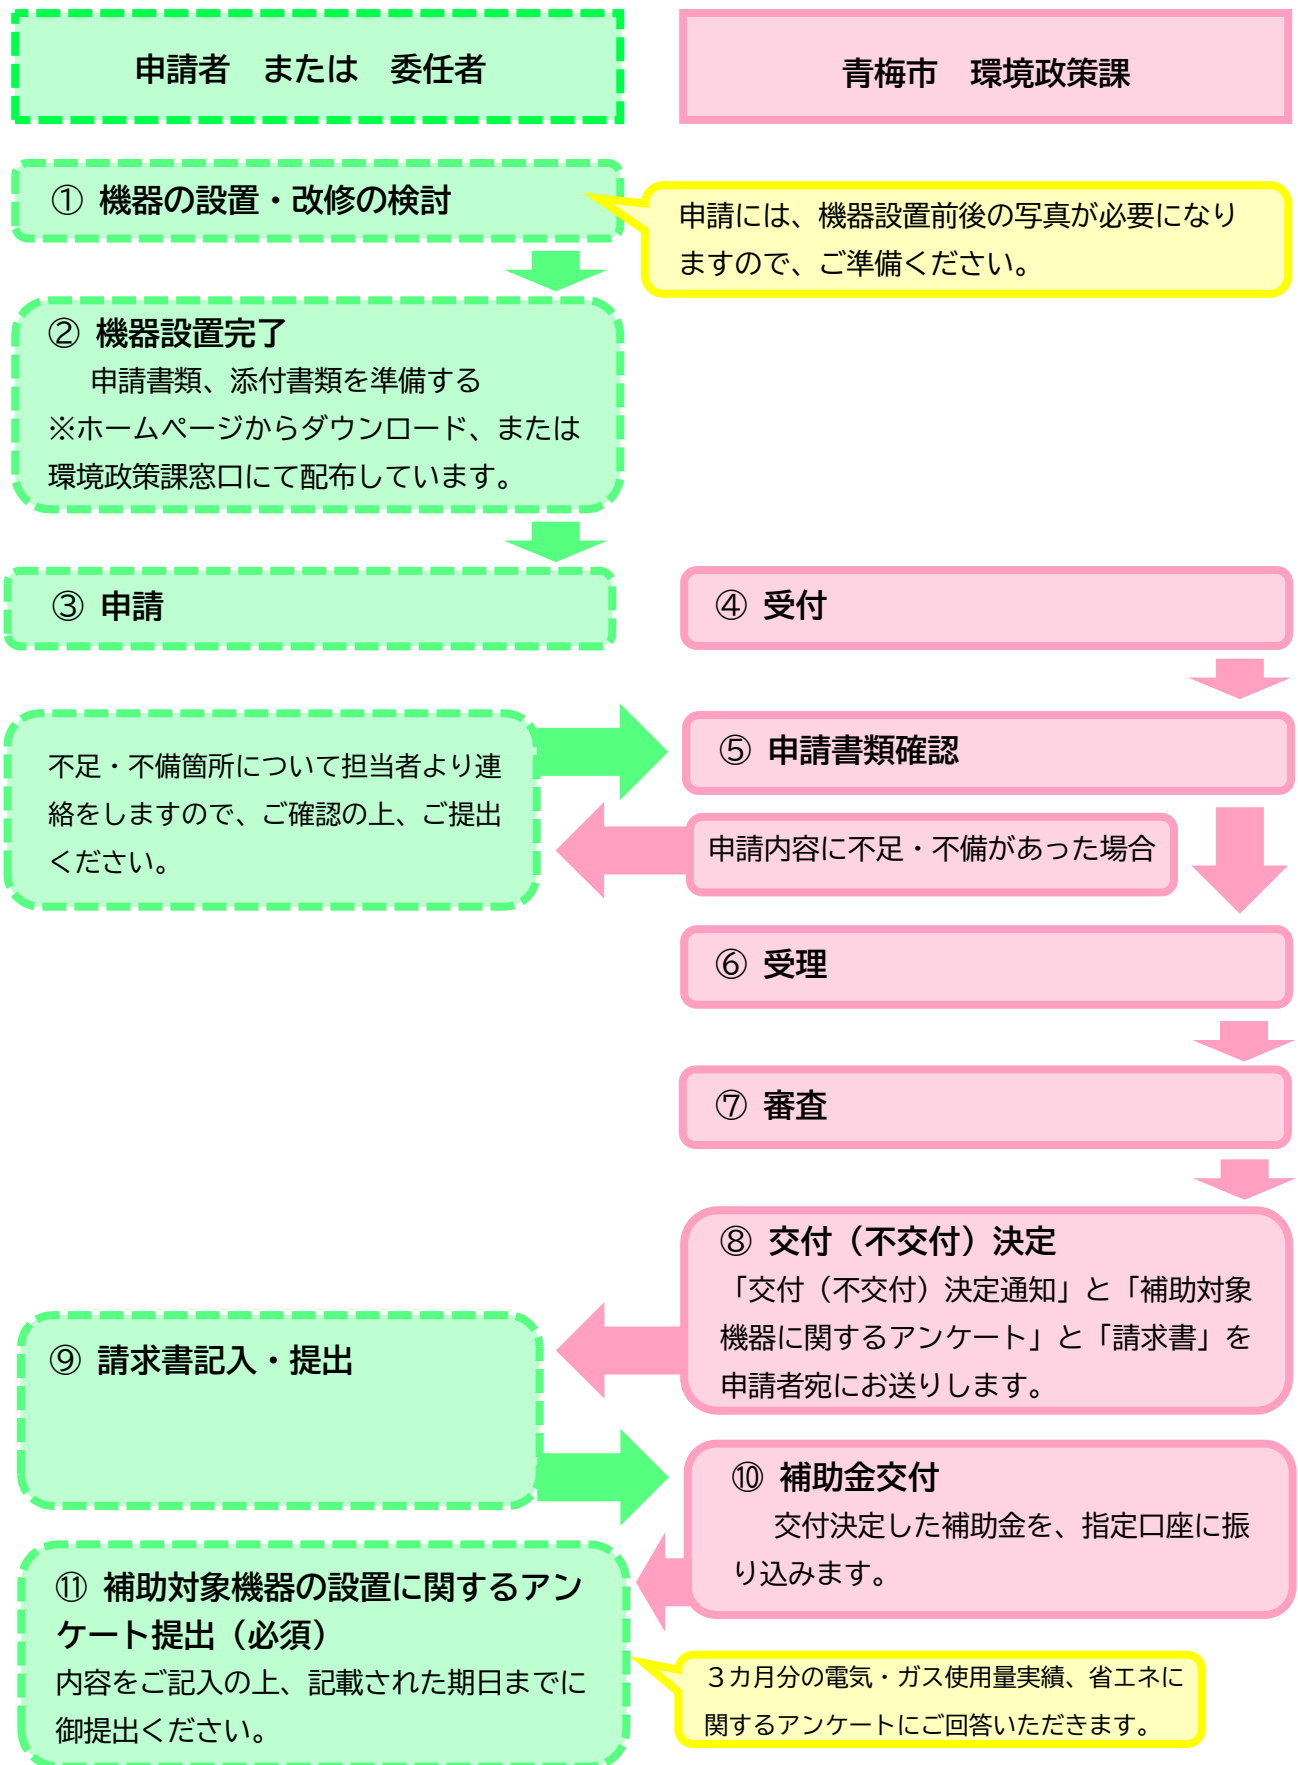 申請者　または　委任者
青梅市　環境政策課
① 機器の設置・改修の検討
申請には、機器設置前後の写真が必要になり
ますので、ご準備ください。
② 機器設置完了
申請書類、添付書類を準備する
※ホームページからダウンロード、または
環境政策課窓口にて配布しています。
③ 申請
④ 受付
⑤ 申請書類確認
不足・不備箇所について担当者より連
絡をしますので、ご確認の上、ご提出
ください。
申請内容に不足・不備があった場合
⑥ 受理
⑦ 審査
⑧ 交付（不交付）決定
「交付（不交付）決定通知」と「補助対象
機器に関するアンケート」と「請求書」を
申請者宛にお送りします。
⑨ 請求書記入・提出
⑩ 補助金交付
交付決定した補助金を、指定口座に振
り込みます。
⑪ 補助対象機器の設置に関するアン
ケート提出（必須）
内容をご記入の上、記載された期日までに
御提出ください。
３カ月分の電気・ガス使用量実績、省エネに
関するアンケートにご回答いただきます。